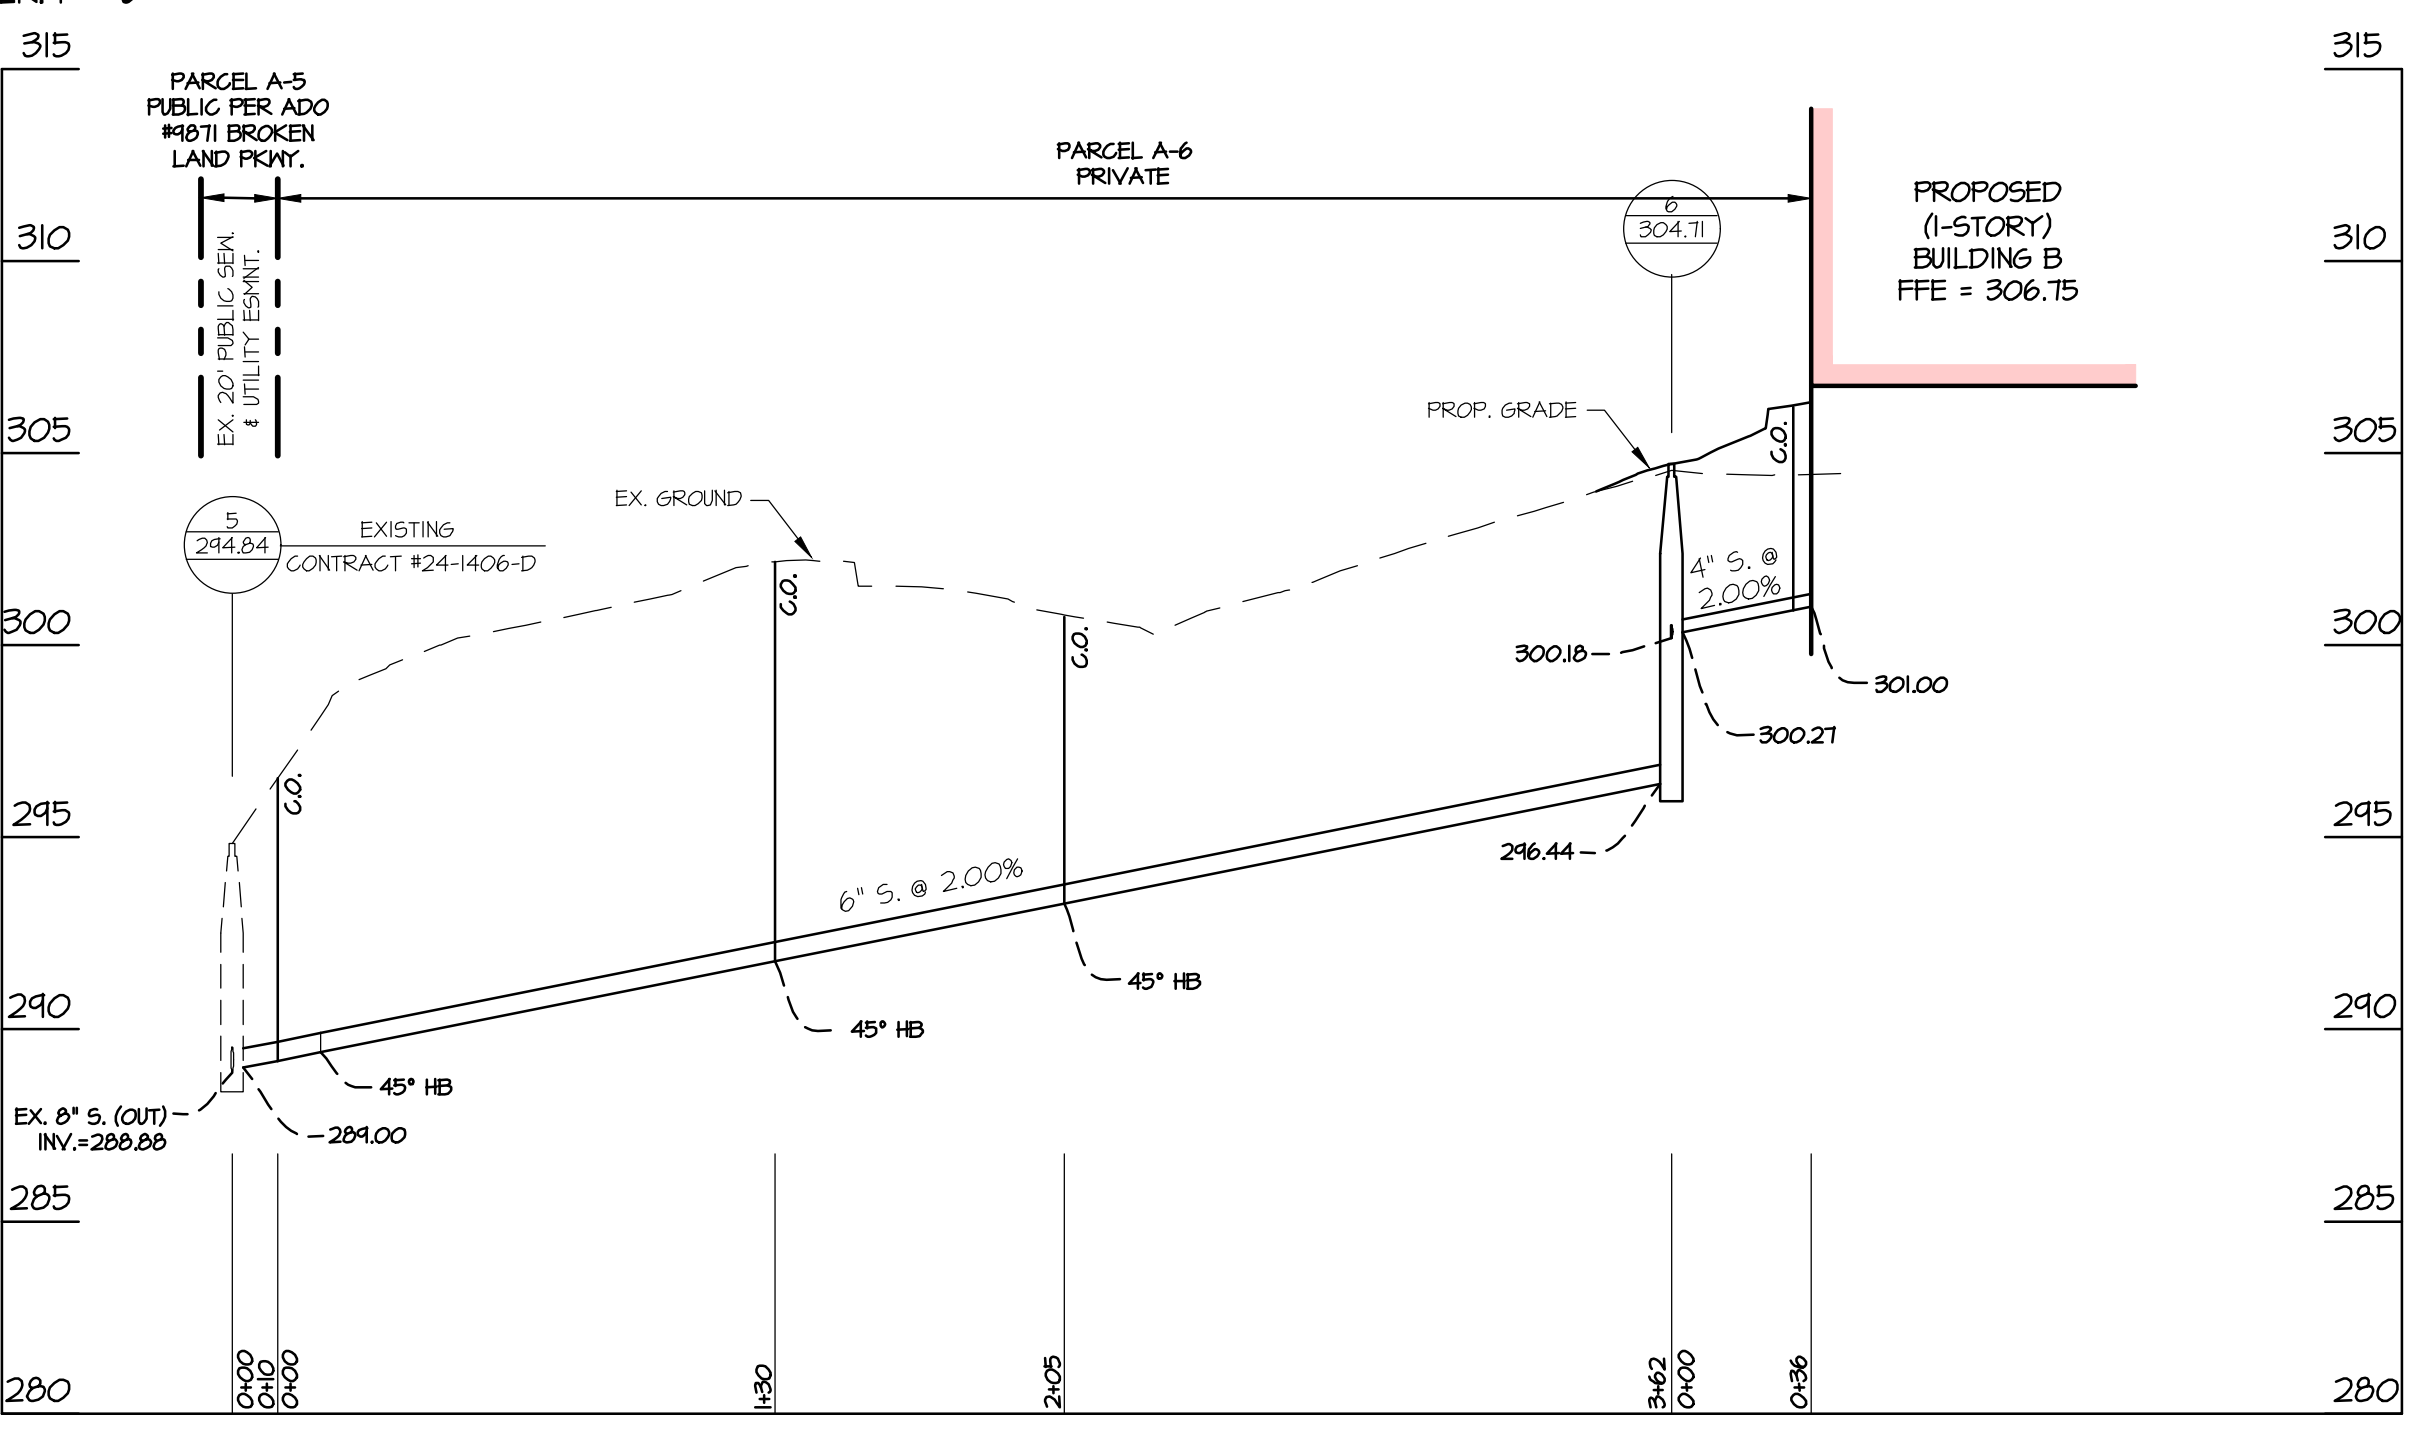 315
315
PARCEL A-5
PUBLIC PER ADO
#9871 BROKEN
LAND PKWY.
PARCEL A-6
PRIVATE
6
304.71
PROPOSED
(1-STORY)
BUILDING B
FFE = 306.75
310
310
EX. 20' PUBLIC SEW.
& UTILITY ESMNT.
PROP. GRADE
C.O.
305
305
EX. GROUND
5
294.84
EXISTING
CONTRACT #24-1406-D
C.O.
4" S. @
2.00%
300
300
C.O.
300.18
301.00
300.27
C.O.
295
295
296.44
6" S. @ 2.00%
45° HB
290
290
45° HB
45° HB
EX. 8" S. (OUT)
INV.=288.88
289.00
285
285
0+00
0+10
0+00
1+30
2+05
3+62
0+00
0+36
280
280